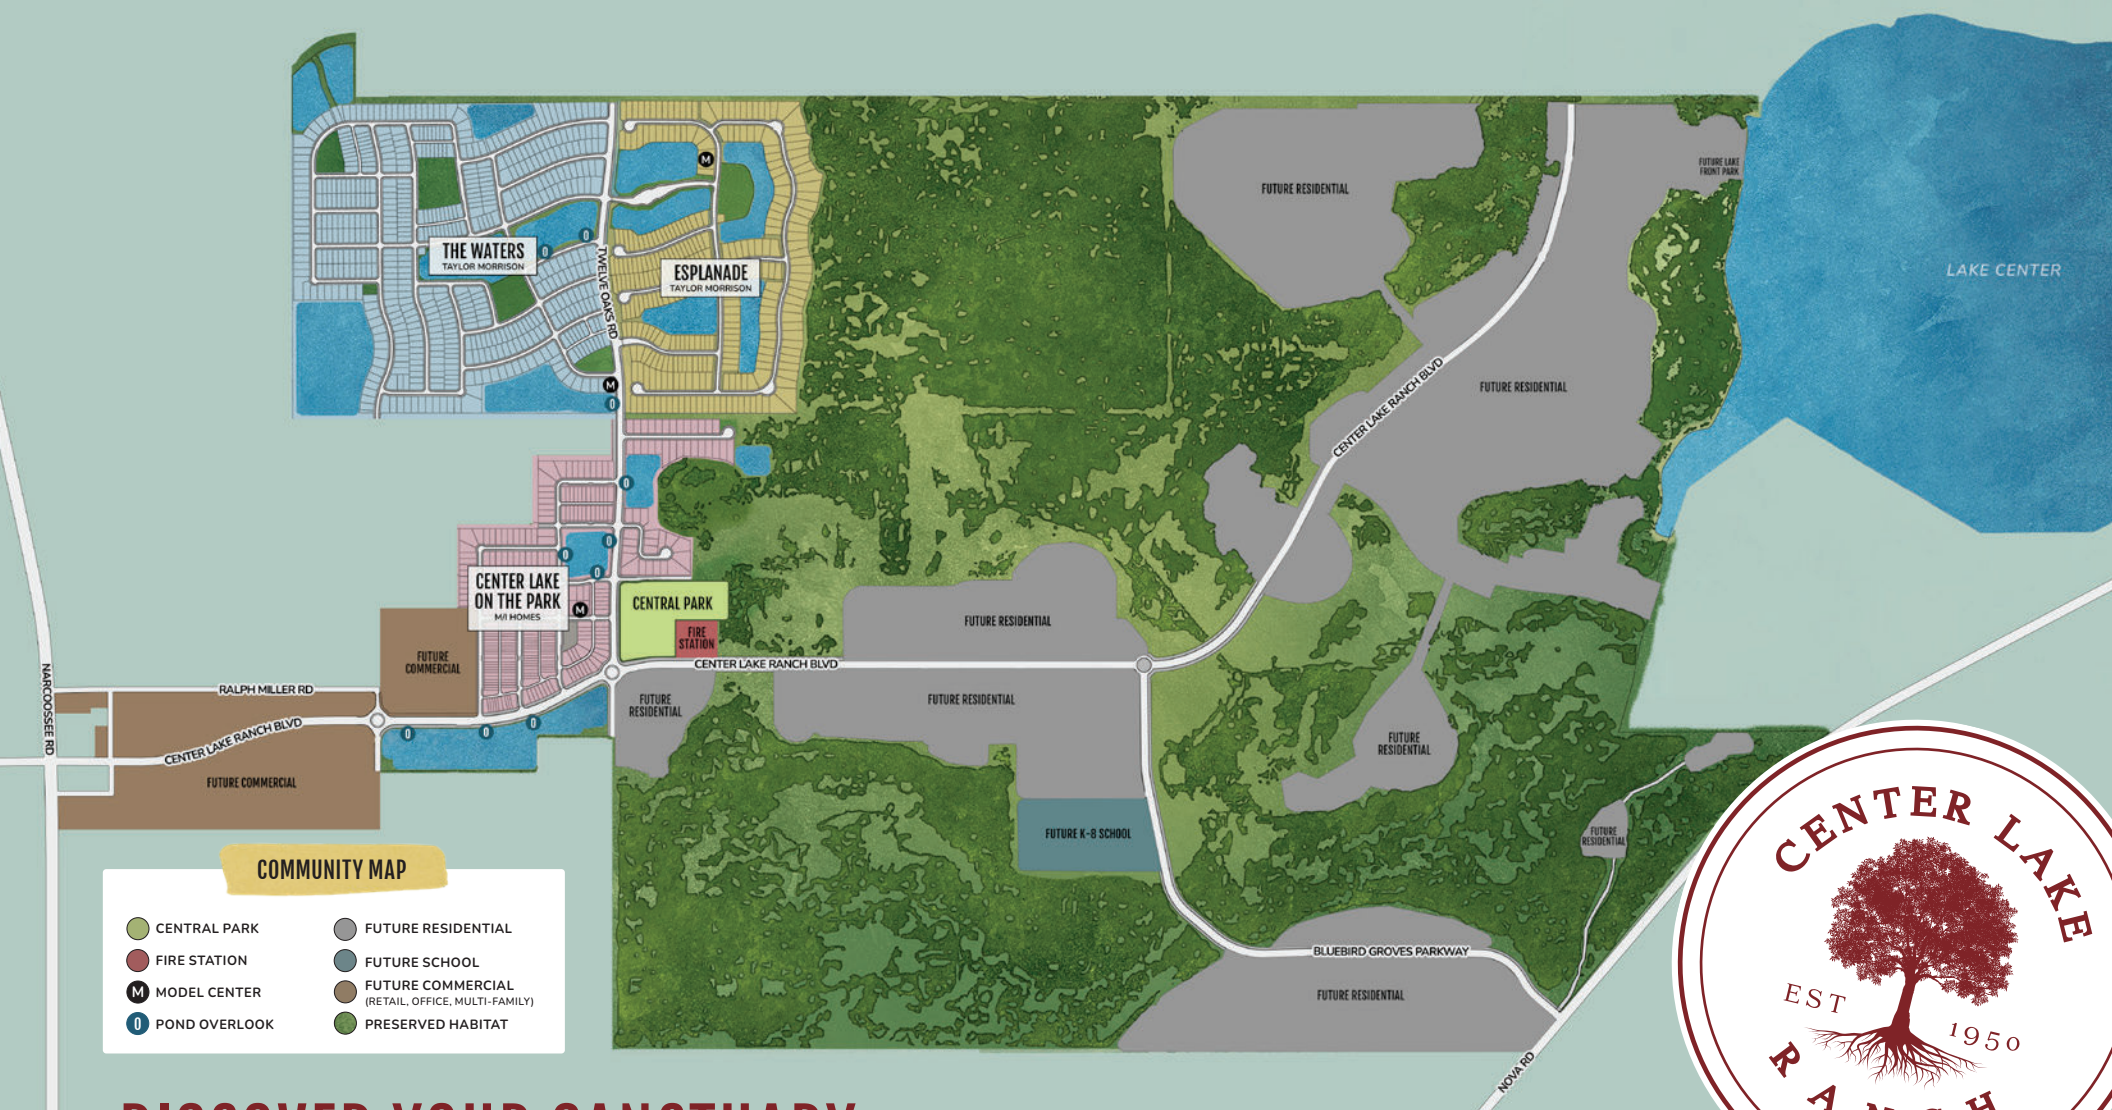 FUTURE LAKE
FRONT PARK
FUTURE RESIDENTIAL
THE WATERS
TAYLOR MORRISON
TWELVE OAKS RD
ESPLANADE
TAYLOR MORRISON
M
O
O
M
O
LAKE CENTER
CENTER LAKE RANCH BLVD
FUTURE RESIDENTIAL
O
O
O
O
CENTER LAKE
ON THE PARK
M/I HOMES
M
CENTRAL PARK
FIRE
STATION
FUTURE RESIDENTIAL
FUTURE
COMMERCIAL
CENTER LAKE RANCH BLVD
NARCOOSSEE RD
RALPH MILLER RD
CENTER LAKE RANCH BLVD
O
O
O
FUTURE
RESIDENTIAL
FUTURE RESIDENTIAL
FUTURE
RESIDENTIAL
FUTURE COMMERCIAL
FUTURE K-8 SCHOOL
FUTURE
RESIDENTIAL
BLUEBIRD GROVES PARKWAY
FUTURE RESIDENTIAL
NOVA RD
COMMUNITY MAP
CENTRAL PARK
FIRE STATION
M MODEL CENTER
O POND OVERLOOK
FUTURE RESIDENTIAL
FUTURE SCHOOL
FUTURE COMMERCIAL
(RETAIL, OFFICE, MULTI-FAMILY)
PRESERVED HABITAT
CENTER LAKE
EST 1950
RANCH
DISCOVER YOUR SANCTUARY